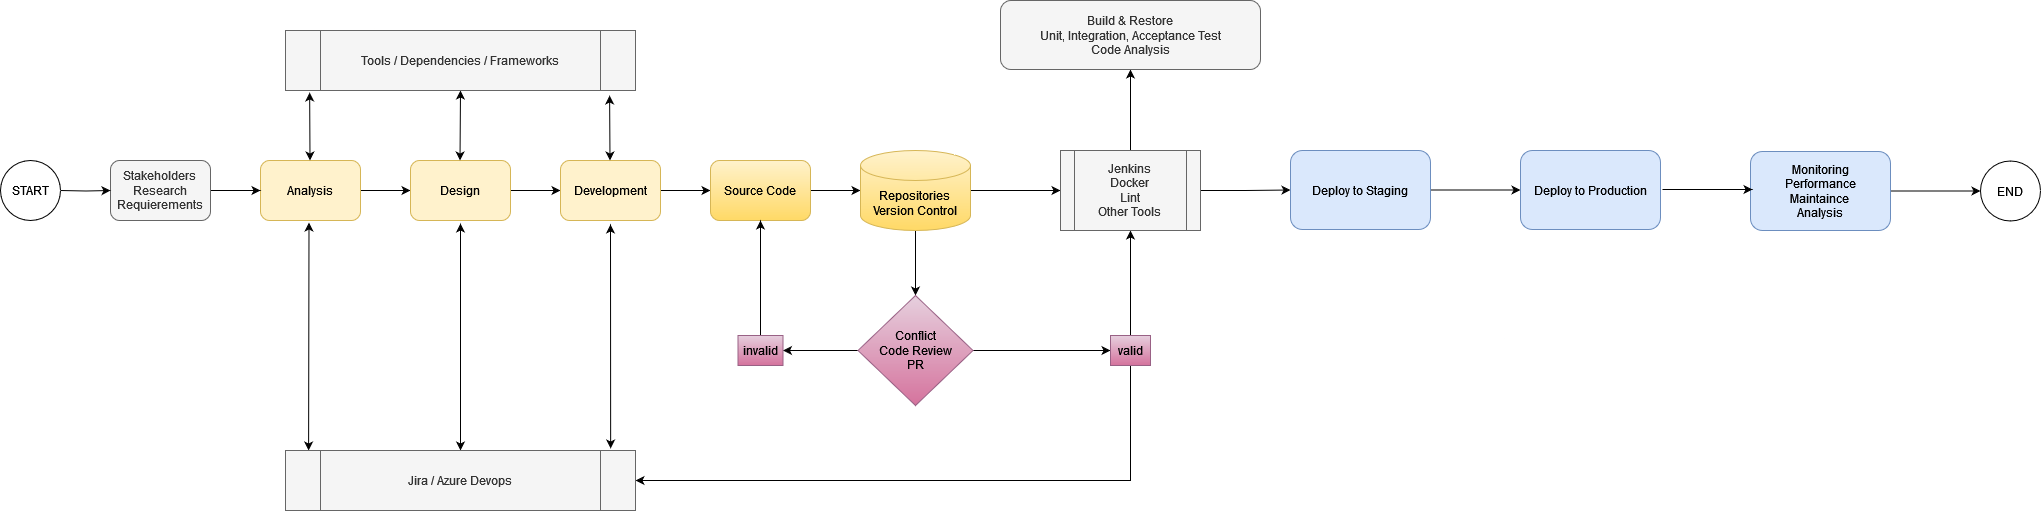 Build & Restore
Unit, Integration, Acceptance Test
Code Analysis
Tools / Dependencies / Frameworks
START
Stakeholders
Research
Requierements
Analysis
Design
Development
Source Code
Repositories
Version Control
Jenkins
Docker
Lint
Other Tools
Deploy to Staging
Deploy to Production
Monitoring
Performance
Maintaince
Analysis
END
invalid
Conflict
Code Review
PR
valid
Jira / Azure Devops